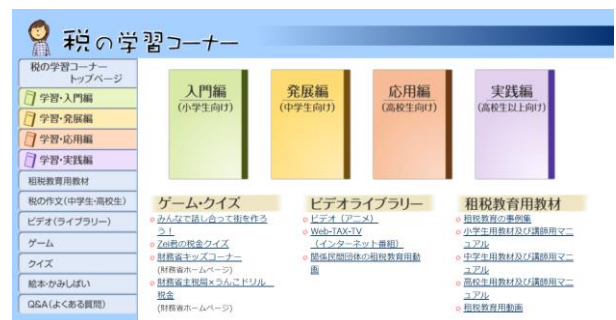 税の学習コーナー
税の学習コーナー
トップページ
学習・入門編
学習・発展編
学習・応用編
学習・実践編
租税教育用教材
税の作文(中学生・高校生)
ビデオ(ライブラリー)
ゲーム
クイズ
絵本・かみしばい
Q&A(よくある質問)
入門編
(小学生向け)
発展編
(中学生向け)
応用編
(高校生向け)
実践編
(高校生以上向け)
ゲーム・クイズ
みんなで話し合って街を作ろ
う!
Zei君の税金クイズ
財務省キッズコーナー
(財務省ホームページ)
財務省主税局×うんこドリル
税金
(財務省ホームページ)
ビデオライブラリー
ビデオ(アニメ)
Web-TAX-TV
(インターネット番組)
関係民間団体の租税教育用動
画
租税教育用教材
租税教育の事例集
小学生用教材及び講師用マニ
ュアル
中学生用教材及び講師用マニ
ュアル
高校生用教材及び講師用マニ
ュアル
租税教育用動画